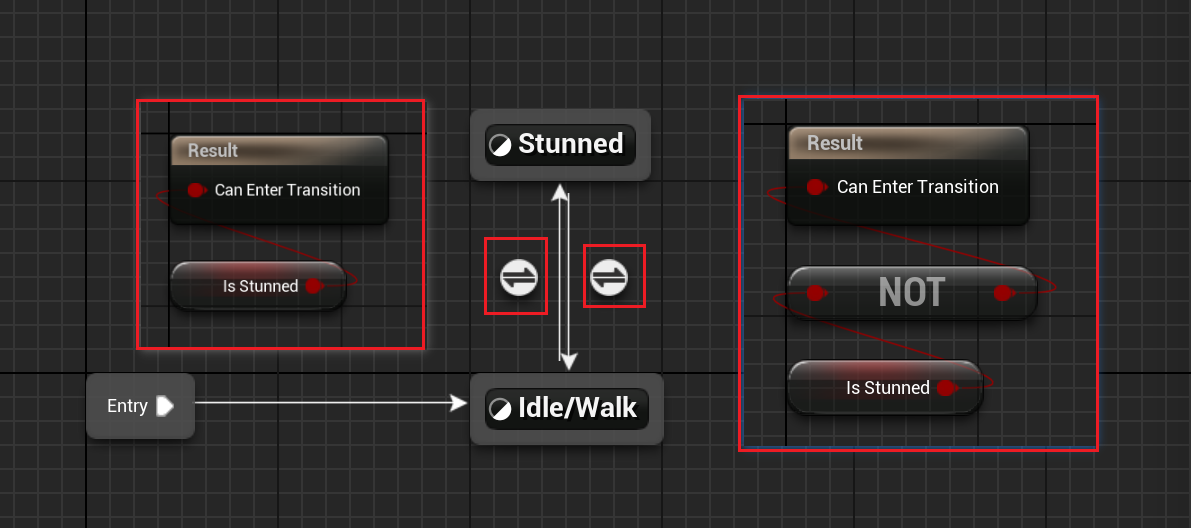 Result
Can Enter Transition
Is Stunned
Stunned
Entry
Idle/Walk
Result
Can Enter Transition
NOT
Is Stunned